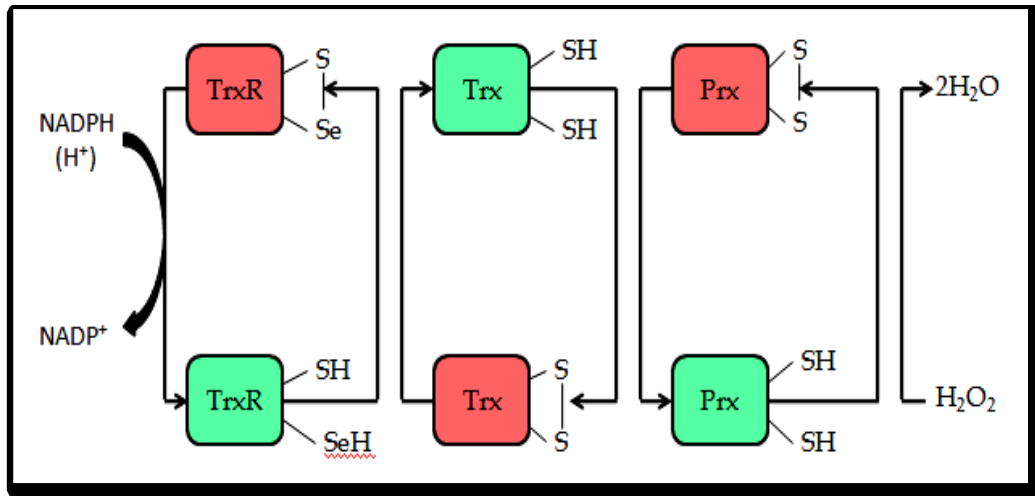 S
SH
S
TrxR
Trx
Prx
2H₂O
Se
SH
S
NADPH
(H⁺)
NADP⁺
SH
S
SH
TrxR
Trx
Prx
H₂O₂
SeH
S
SH